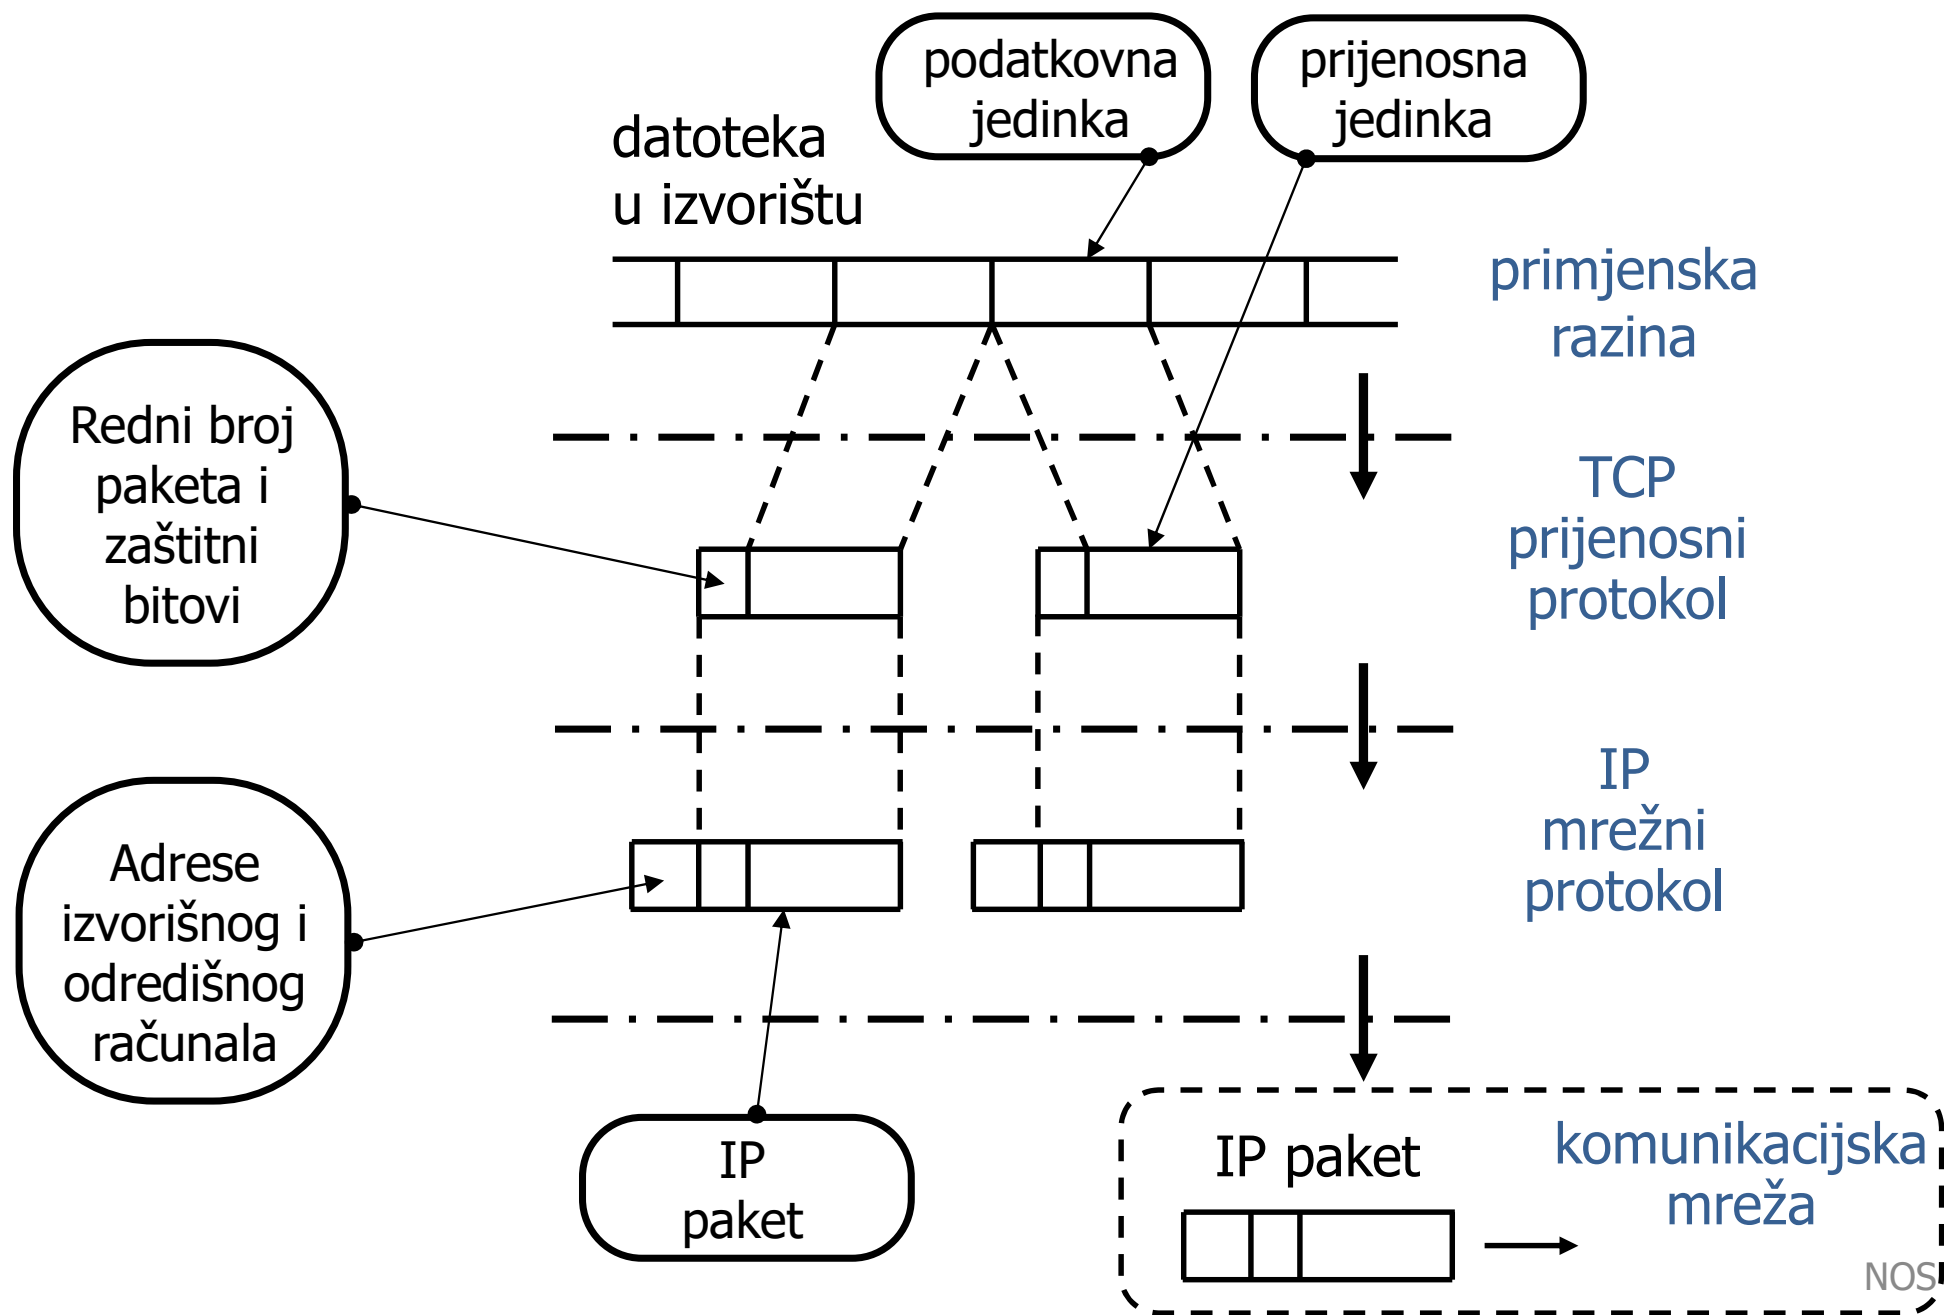 podatkovna
jedinka
prijenosna
jedinka
datoteka
u izvorištu
primjenska
razina
Redni broj
paketa i
zaštitni
bitovi
TCP
prijenosni
protokol
IP
mrežni
protokol
Adrese
izvorišnog i
odredišnog
računala
IP
paket
IP paket
komunikacijska
mreža
NOS